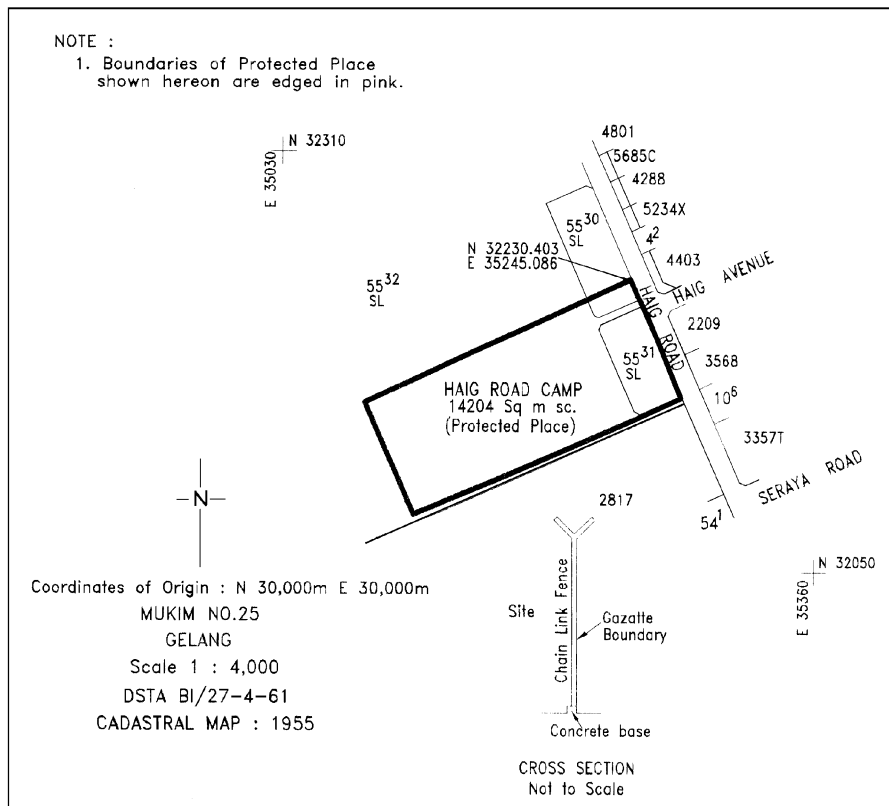 NOTE :
1. Boundaries of Protected Place
shown hereon are edged in pink.
N 32310
E 35030
4801
5685C
4288
5234X
4²
4403
55³⁰
SL
N 32230.403
E 35245.086
HAIG AVENUE
HAIG ROAD
55³²
SL
2209
3568
10⁶
3357T
55³¹
SL
HAIG ROAD CAMP
14204 Sq m sc.
(Protected Place)
SERAYA ROAD
54¹
2817
N
Coordinates of Origin : N 30,000m E 30,000m
MUKIM NO.25
GELANG
Scale 1 : 4,000
DSTA BI/27-4-61
CADASTRAL MAP : 1955
N 32050
E 35360
Site
Chain Link Fence
Gazatte
Boundary
Concrete base
CROSS SECTION
Not to Scale